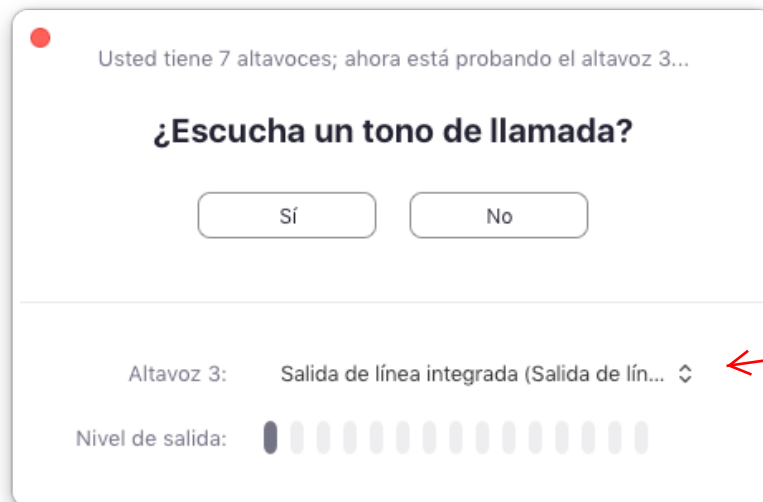 Usted tiene 7 altavoces; ahora está probando el altavoz 3...
¿Escucha un tono de llamada?
Sí
No
Altavoz 3:
Salida de línea integrada (Salida de lín...
Nivel de salida: